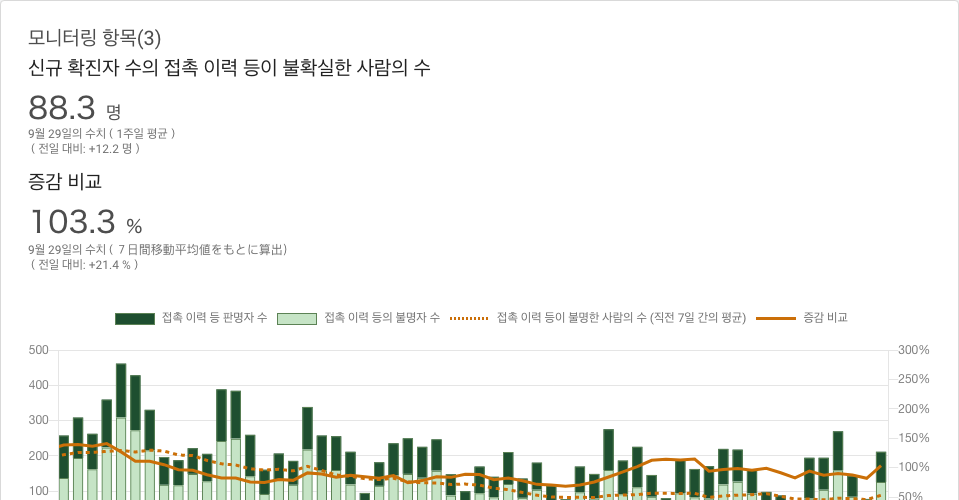 모니터링 항목(3)
신규 확진자 수의 접촉 이력 등이 불확실한 사람의 수
88.3 명
9월 29일의 수치 ( 1주일 평균 )
( 전일 대비: +12.2 명 )
증감 비교
103.3 %
9월 29일의 수치 ( ７日間移動平均値をもとに算出)
( 전일 대비: +21.4 % )
접촉 이력 등 판명자 수 접촉 이력 등의 불명자 수 접촉 이력 등이 불명한 사람의 수 (직전 7일 간의 평균) 증감 비교
500 300%
250%
400
200%
300
150%
200
100%
100
50%